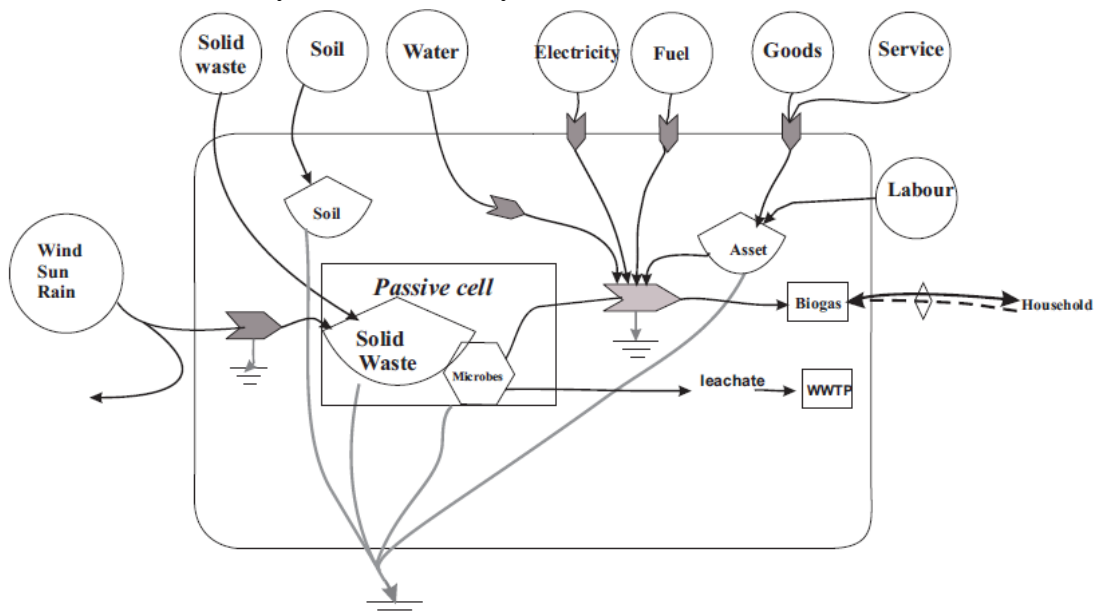 Solid
waste
Soil
Water
Electricity
Fuel
Goods
Service
Labour
Soil
Asset
Wind
Sun
Rain
Passive cell
Solid
Waste
Microbes
Biogas
Household
leachate
WWTP